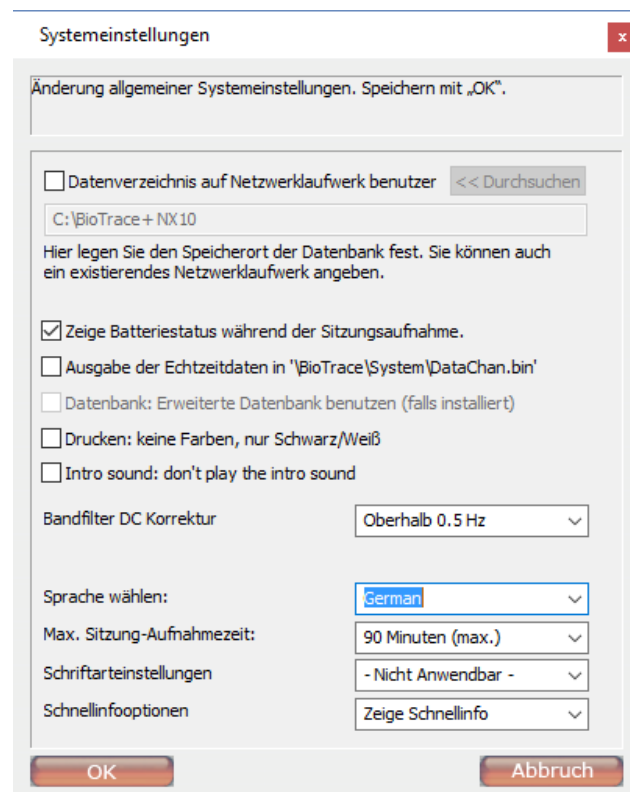 Systemeinstellungen
x
Änderung allgemeiner Systemeinstellungen. Speichern mit „OK“.
Datenverzeichnis auf Netzwerklaufwerk benutzer << Durchsuchen
C:\BioTrace+ NX10
Hier legen Sie den Speicherort der Datenbank fest. Sie können auch
ein existierendes Netzwerklaufwerk angeben.
Zeige Batteriestatus während der Sitzungsaufnahme.
Ausgabe der Echtzeitdaten in '\BioTrace\System\DataChan.bin'
Datenbank: Erweiterte Datenbank benutzen (falls installiert)
Drucken: keine Farben, nur Schwarz/Weiß
Intro sound: don't play the intro sound
Bandfilter DC Korrektur Oberhalb 0.5 Hz
Sprache wählen: German
Max. Sitzung-Aufnahmezeit: 90 Minuten (max.)
Schriftarteinstellungen - Nicht Anwendbar -
Schnellinfooptionen Zeige Schnellinfo
OK Abbruch